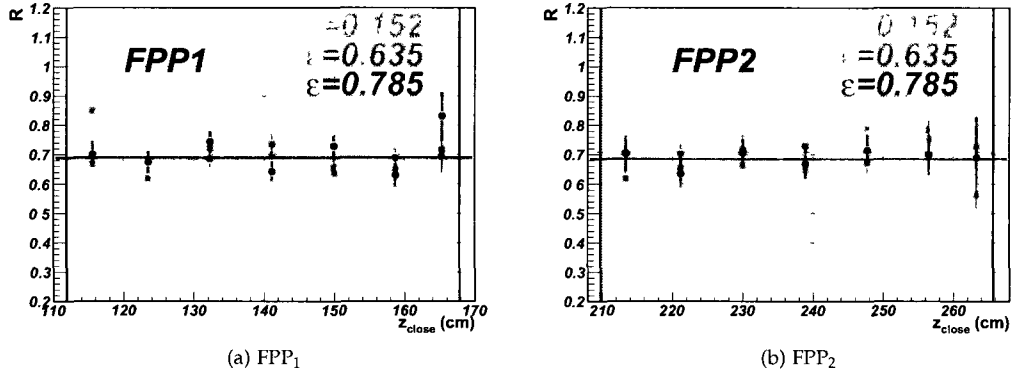 R
1.2
1.1
1
0.9
0.8
0.7
0.6
0.5
0.4
0.3
0.2
FPP1
=0.152
ε=0.635
ε=0.785
110 120 130 140 150 160 170
z_close (cm)
(a) FPP₁
R
1.2
1.1
1
0.9
0.8
0.7
0.6
0.5
0.4
0.3
0.2
FPP2
0.152
ε=0.635
ε=0.785
210 220 230 240 250 260
z_close (cm)
(b) FPP₂